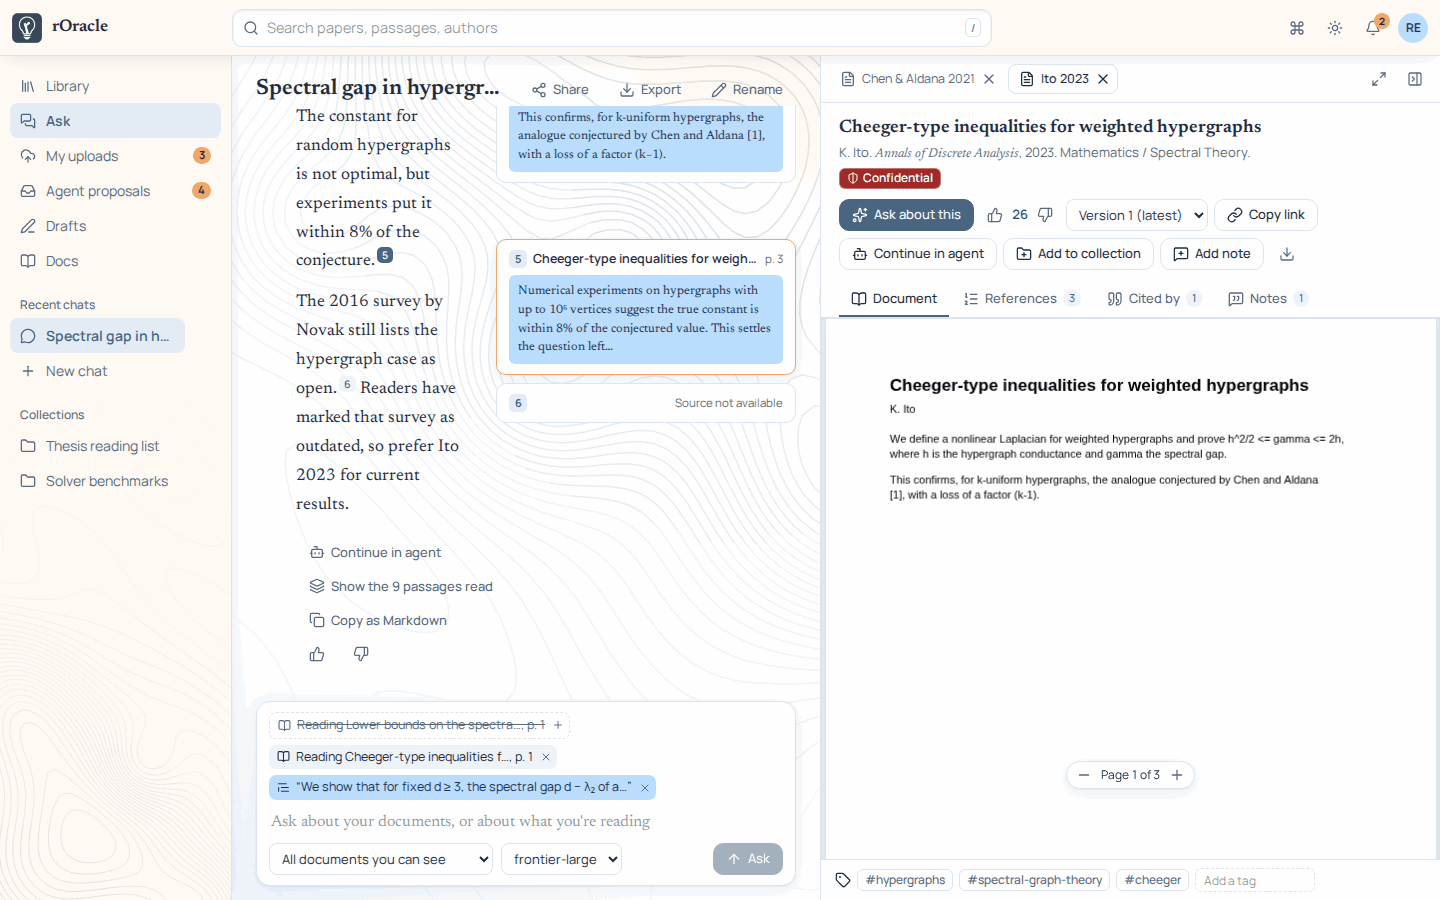 rOracle
Search papers, passages, authors
/
2
RE
Library
Ask
My uploads
3
Agent proposals
4
Drafts
Docs
Recent chats
Spectral gap in h...
New chat
Collections
Thesis reading list
Solver benchmarks
Spectral gap in hypergr...
Share
Export
Rename
The constant for
random hypergraphs
is not optimal, but
experiments put it
within 8% of the
conjecture. 5
The 2016 survey by
Novak still lists the
hypergraph case as
open. 6 Readers have
marked that survey as
outdated, so prefer Ito
2023 for current
results.
This confirms, for k-uniform hypergraphs, the
analogue conjectured by Chen and Aldana [1],
with a loss of a factor (k−1).
5 Cheeger-type inequalities for weigh... p. 3
Numerical experiments on hypergraphs with
up to 10⁶ vertices suggest the true constant is
within 8% of the conjectured value. This settles
the question left...
6 Source not available
Continue in agent
Show the 9 passages read
Copy as Markdown
Reading Lower bounds on the spectra..., p. 1
Reading Cheeger-type inequalities f..., p. 1
“We show that for fixed d ≥ 3, the spectral gap d − λ₂ of a...”
Ask about your documents, or about what you're reading
All documents you can see
frontier-large
Ask
Chen & Aldana 2021
Ito 2023
Cheeger-type inequalities for weighted hypergraphs
K. Ito. Annals of Discrete Analysis, 2023. Mathematics / Spectral Theory.
Confidential
Ask about this
26
Version 1 (latest)
Copy link
Continue in agent
Add to collection
Add note
Document
References 3
Cited by 1
Notes 1
Cheeger-type inequalities for weighted hypergraphs
K. Ito
We define a nonlinear Laplacian for weighted hypergraphs and prove h^2/2 <= gamma <= 2h,
where h is the hypergraph conductance and gamma the spectral gap.
This confirms, for k-uniform hypergraphs, the analogue conjectured by Chen and Aldana
[1], with a loss of a factor (k-1).
Page 1 of 3
#hypergraphs
#spectral-graph-theory
#cheeger
Add a tag